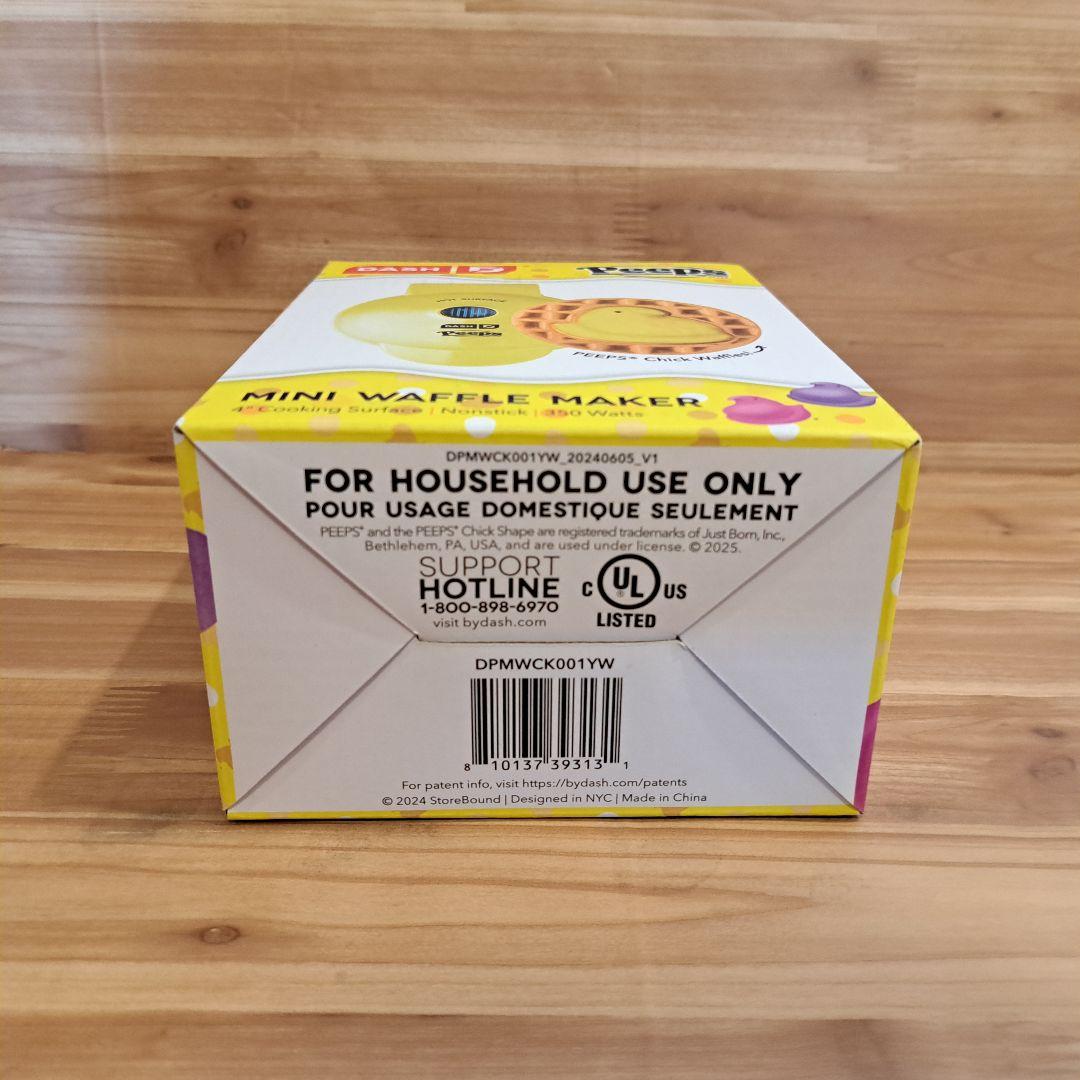 DASH
Peeps
HOT SURFACE
DASH
Peeps
PEEPS® Chick Waffles!
MINI WAFFLE MAKER
4" Cooking Surface | Nonstick | 350 Watts
DPMWCK001YW_20240605_V1
FOR HOUSEHOLD USE ONLY
POUR USAGE DOMESTIQUE SEULEMENT
PEEPS® and the PEEPS® Chick Shape are registered trademarks of Just Born, Inc.,
Bethlehem, PA, USA, and are used under license. © 2025.
SUPPORT
HOTLINE
1-800-898-6970
visit bydash.com
C UL® US
LISTED
DPMWCK001YW
8 10137 39313 1
For patent info, visit https://bydash.com/patents
© 2024 StoreBound | Designed in NYC | Made in China